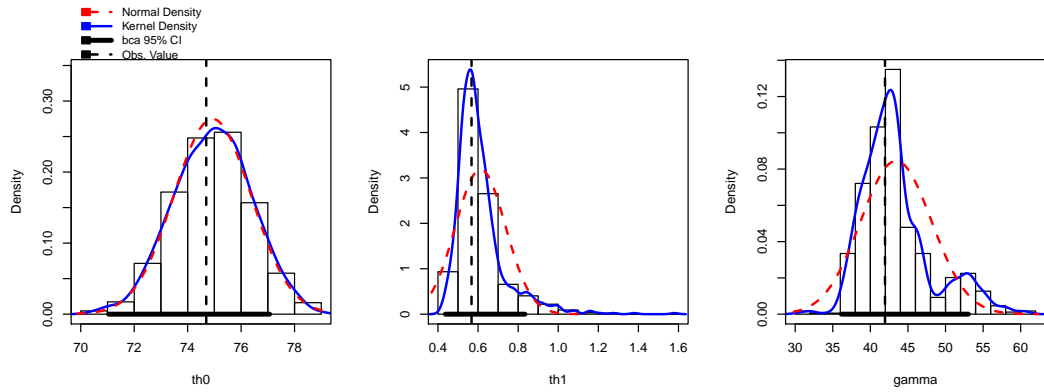 Normal Density
Kernel Density
bca 95% CI
Obs. Value
Density
0.00
0.10
0.20
0.30
70 72 74 76 78
th0
Density
0
1
2
3
4
5
0.4 0.6 0.8 1.0 1.2 1.4 1.6
th1
Density
0.00
0.04
0.08
0.12
30 35 40 45 50 55 60
gamma